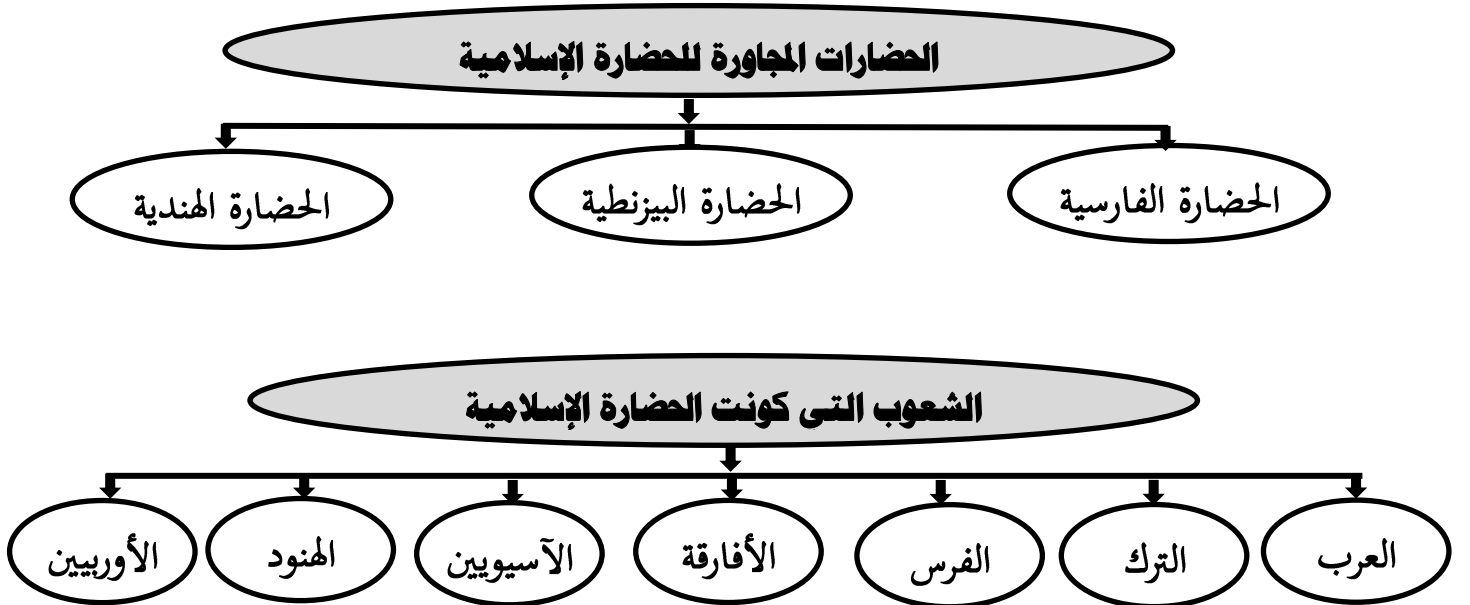 الحضارات المجاورة للحضارة الإسلامية
الحضارة الفارسية
الحضارة البيزنطية
الحضارة الهندية
الشعوب التى كونت الحضارة الإسلامية
العرب
الترك
الفرس
الأفارقة
الآسيويين
الهنود
الأوربيين